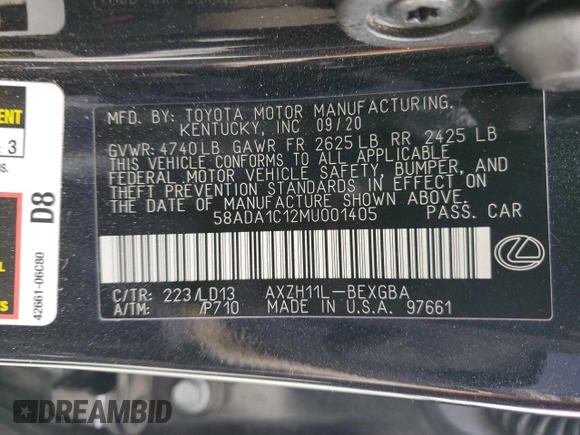 ENT
: 3
OS.
D8
42661-06C80
MFD. BY: TOYOTA MOTOR MANUFACTURING.
KENTUCKY, INC 09/20
GVWR: 4740LB GAWR FR 2625LB RR 2425 LB
THIS VEHICLE CONFORMS TO ALL APPLICABLE
FEDERAL MOTOR VEHICLE SAFETY, BUMPER, AND
THEFT PREVENTION STANDARDS IN EFFECT ON
THE DATE OF MANUFACTURE SHOWN ABOVE.
58ADA1C12MU001405 PASS. CAR
C/TR: 223/LD13 AXZH11L-BEXGBA
A/TM: /P710 MADE IN U.S.A. 97661
DREAMBID